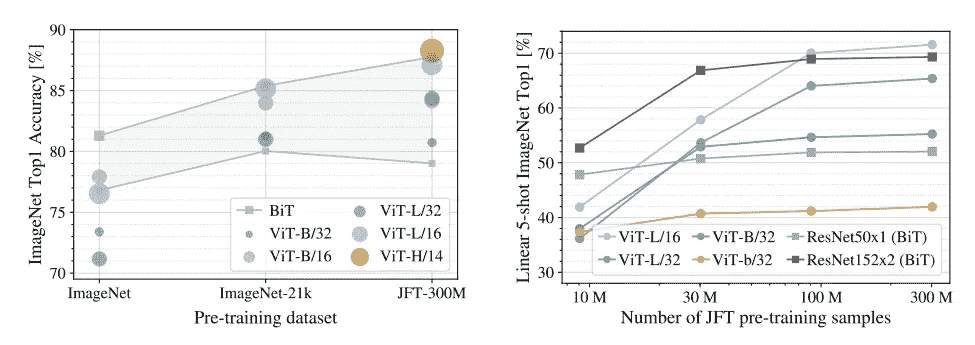 ImageNet Top1 Accuracy [%]
90
85
80
75
70
BiT
ViT-L/32
ViT-B/32
ViT-L/16
ViT-B/16
ViT-H/14
ImageNet
ImageNet-21k
JFT-300M
Pre-training dataset
Linear 5-shot ImageNet Top1 [%]
70
60
50
40
30
ViT-L/16
ViT-B/32
ResNet50x1 (BiT)
ViT-L/32
ViT-b/32
ResNet152x2 (BiT)
10 M
30 M
100 M
300 M
Number of JFT pre-training samples